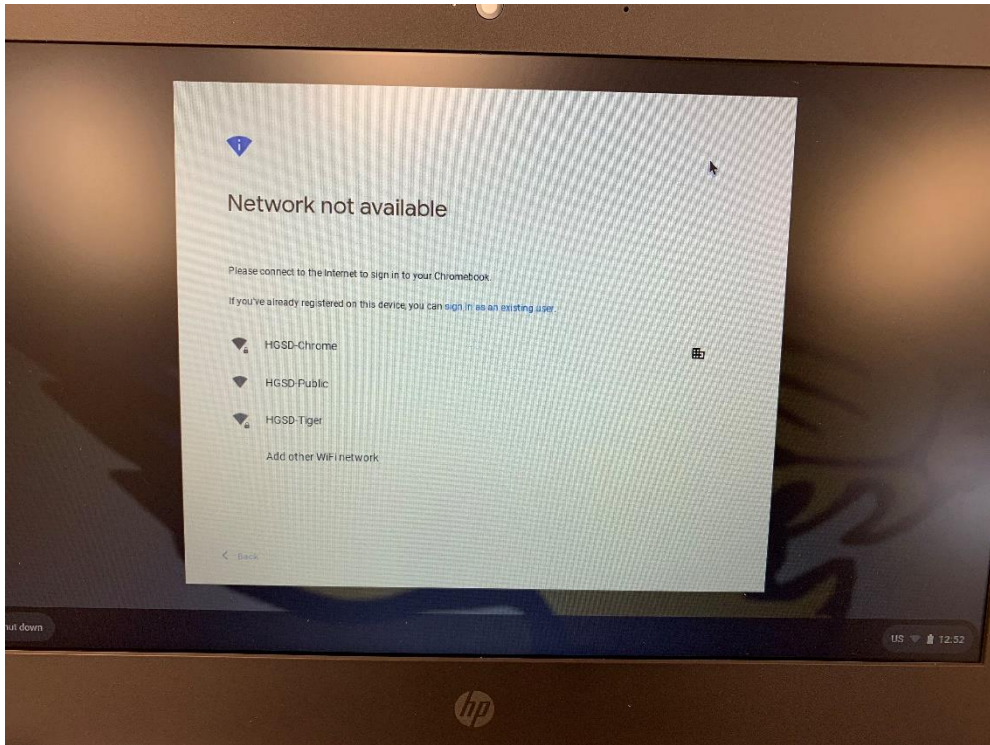 Network not available
Please connect to the Internet to sign in to your Chromebook.
If you've already registered on this device, you can sign in as an existing user.
HGSD-Chrome
HGSD-Public
HGSD-Tiger
Add other WiFi network
Back
hut down
US 12:52
hp